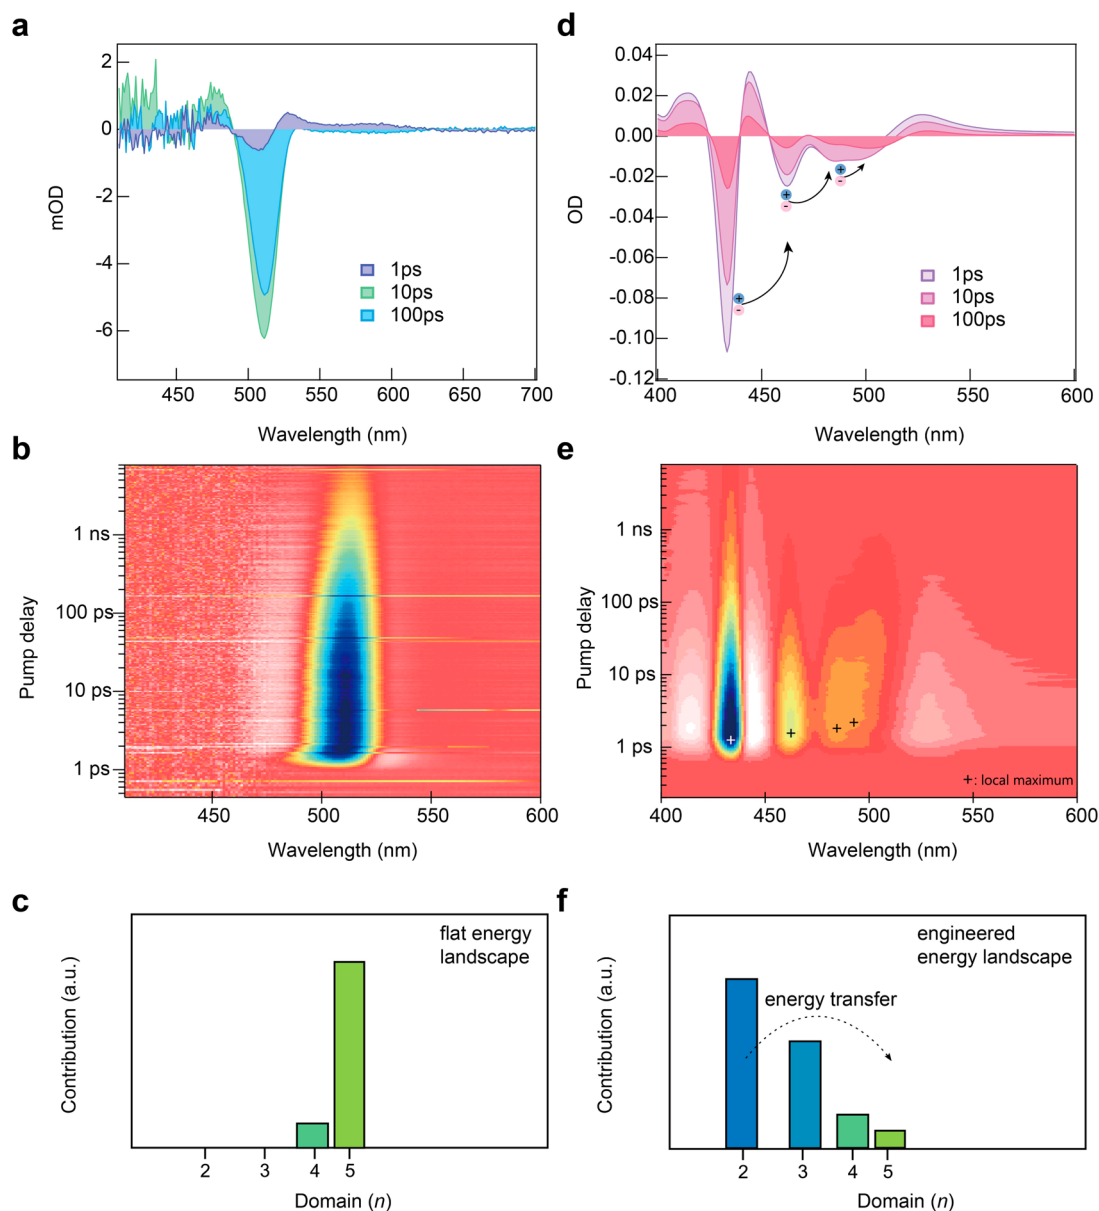 a
2
0
-2
-4
-6
mOD
1ps
10ps
100ps
450
500
550
600
650
700
Wavelength (nm)
d
0.04
0.02
0.00
-0.02
-0.04
-0.06
-0.08
-0.10
-0.12
OD
+
-
+
-
+
-
1ps
10ps
100ps
400
450
500
550
600
Wavelength (nm)
b
1 ns
100 ps
10 ps
1 ps
Pump delay
450
500
550
600
Wavelength (nm)
e
1 ns
100 ps
10 ps
1 ps
Pump delay
+: local maximum
400
450
500
550
600
Wavelength (nm)
c
Contribution (a.u.)
flat energy
landscape
2
3
4
5
Domain (n)
f
Contribution (a.u.)
engineered
energy landscape
energy transfer
2
3
4
5
Domain (n)